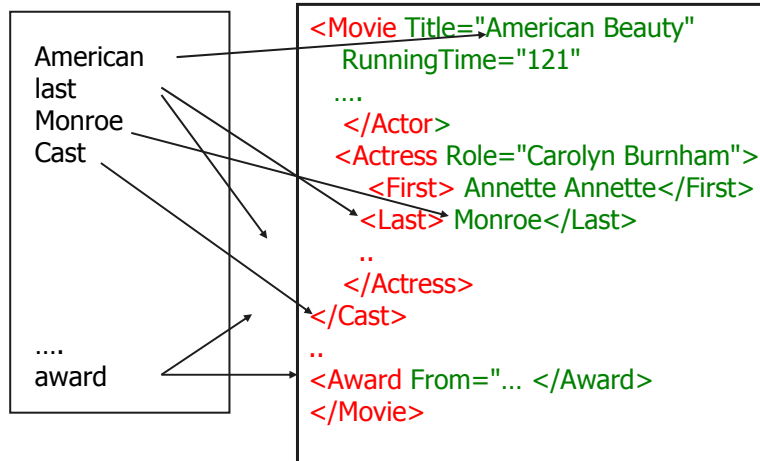 American
last
Monroe
Cast
….
award
<Movie Title="American Beauty"
RunningTime="121"
….
</Actor>
<Actress Role="Carolyn Burnham">
<First> Annette Annette</First>
<Last> Monroe</Last>
..
</Actress>
</Cast>
..
<Award From="… </Award>
</Movie>